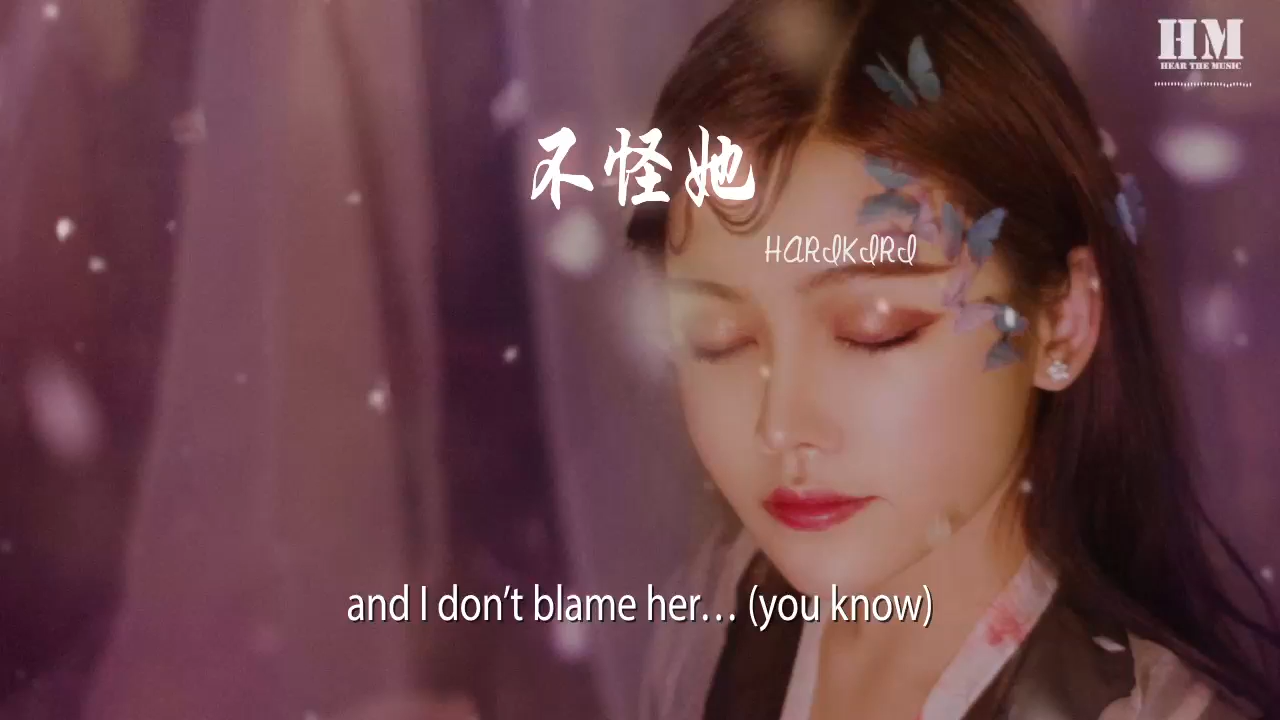 HM
HEAR THE MUSIC
不怪她
HARIKIRI
and I don’t blame her… (you know)